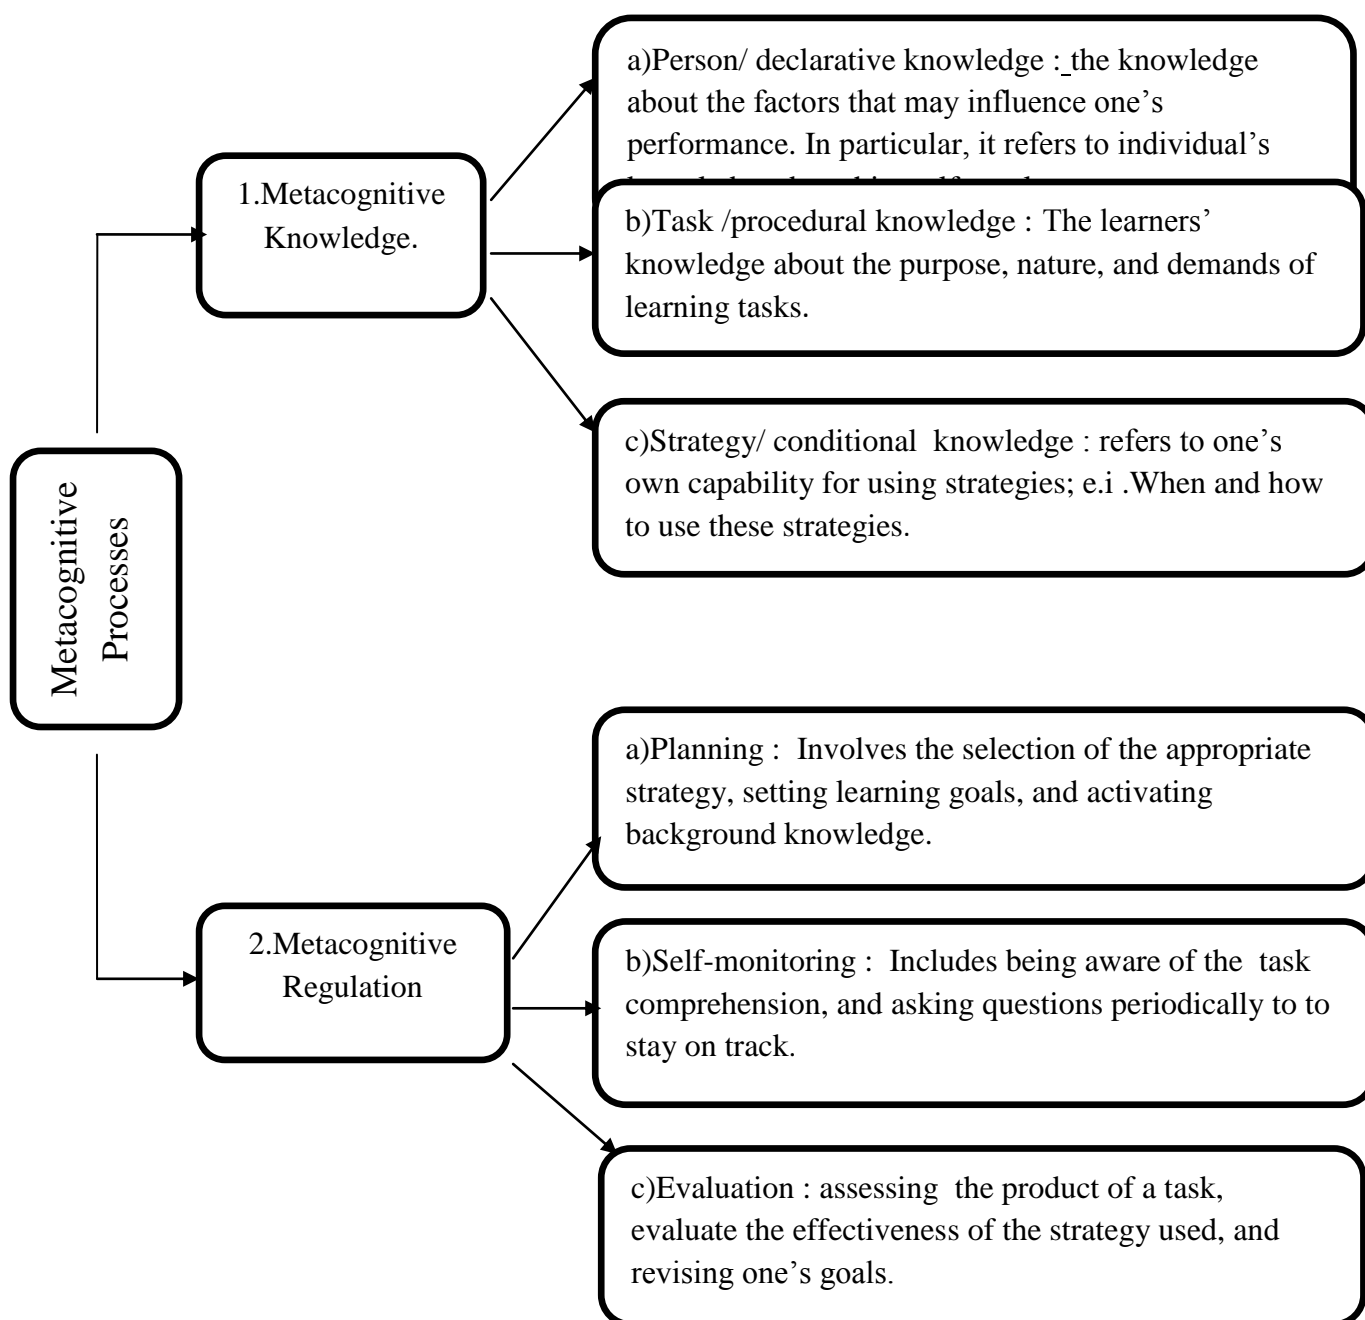 Metacognitive
Processes
1.Metacognitive
Knowledge.
a)Person/ declarative knowledge : the knowledge
about the factors that may influence one’s
performance. In particular, it refers to individual’s
b)Task /procedural knowledge : The learners’
knowledge about the purpose, nature, and demands of
learning tasks.
c)Strategy/ conditional knowledge : refers to one’s
own capability for using strategies; e.i .When and how
to use these strategies.
2.Metacognitive
Regulation
a)Planning : Involves the selection of the appropriate
strategy, setting learning goals, and activating
background knowledge.
b)Self-monitoring : Includes being aware of the task
comprehension, and asking questions periodically to to
stay on track.
c)Evaluation : assessing the product of a task,
evaluate the effectiveness of the strategy used, and
revising one’s goals.